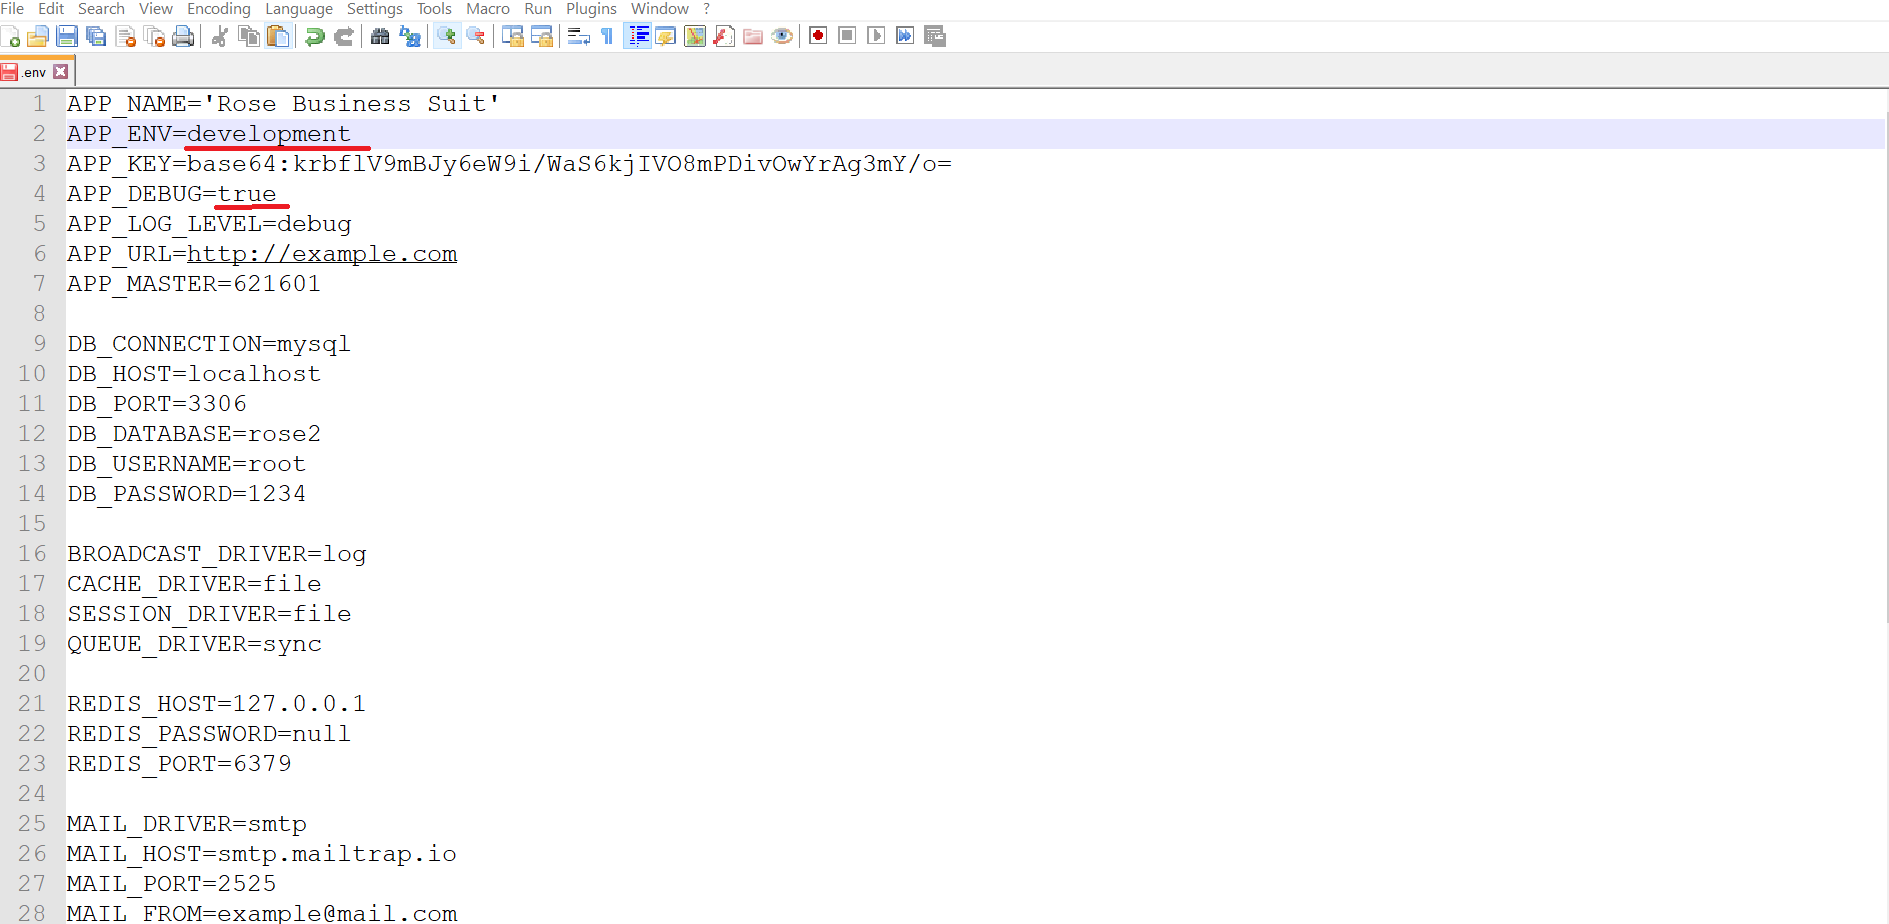 File Edit Search View Encoding Language Settings Tools Macro Run Plugins Window ?
.env
1 APP_NAME='Rose Business Suit'
2 APP_ENV=development
3 APP_KEY=base64:krbflV9mBJy6eW9i/WaS6kjIVO8mPDivOwYrAg3mY/o=
4 APP_DEBUG=true
5 APP_LOG_LEVEL=debug
6 APP_URL=http://example.com
7 APP_MASTER=621601
8
9 DB_CONNECTION=mysql
10 DB_HOST=localhost
11 DB_PORT=3306
12 DB_DATABASE=rose2
13 DB_USERNAME=root
14 DB_PASSWORD=1234
15
16 BROADCAST_DRIVER=log
17 CACHE_DRIVER=file
18 SESSION_DRIVER=file
19 QUEUE_DRIVER=sync
20
21 REDIS_HOST=127.0.0.1
22 REDIS_PASSWORD=null
23 REDIS_PORT=6379
24
25 MAIL_DRIVER=smtp
26 MAIL_HOST=smtp.mailtrap.io
27 MAIL_PORT=2525
28 MAIL_FROM=example@mail.com